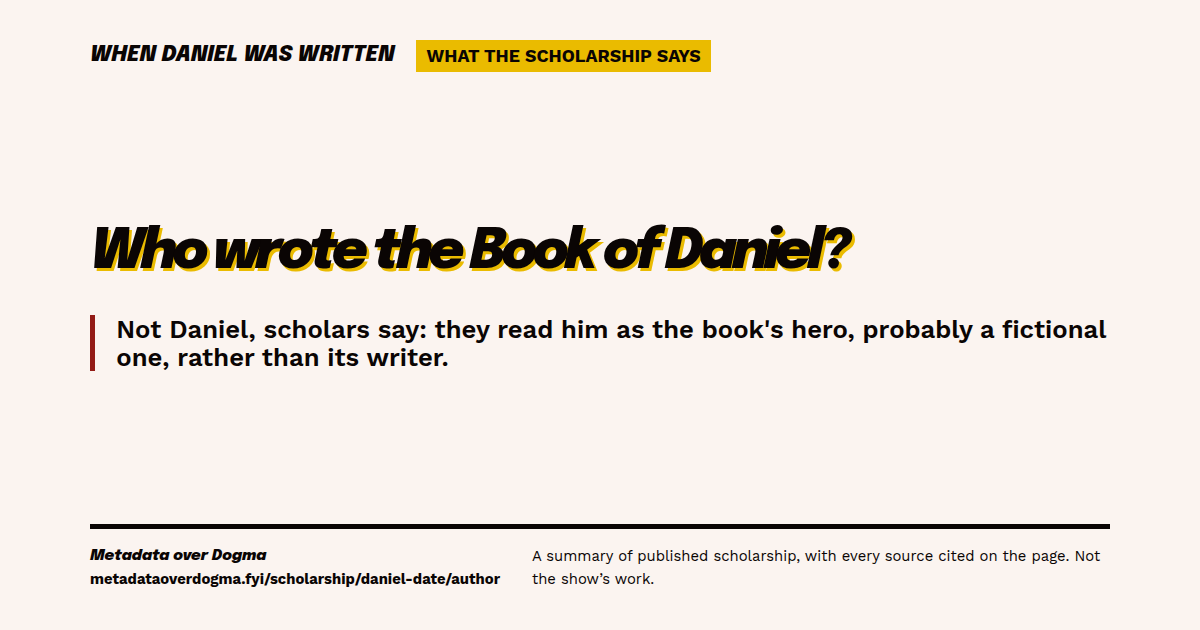 WHEN DANIEL WAS WRITTEN
WHAT THE SCHOLARSHIP SAYS
Who wrote the Book of Daniel?
Not Daniel, scholars say: they read him as the book's hero, probably a fictional
one, rather than its writer.
Metadata over Dogma
metadataoverdogma.fyi/scholarship/daniel-date/author
A summary of published scholarship, with every source cited on the page. Not
the show’s work.